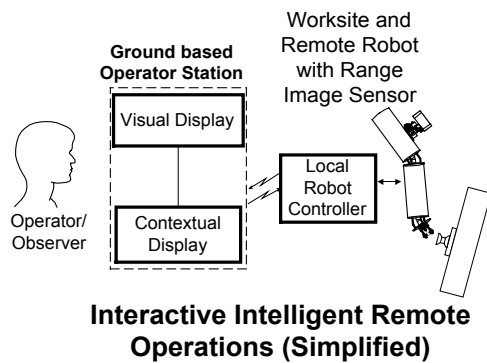 Worksite and
Remote Robot
with Range
Image Sensor
Ground based
Operator Station
Visual Display
Local
Robot
Controller
Operator/
Observer
Contextual
Display
Interactive Intelligent Remote
Operations (Simplified)